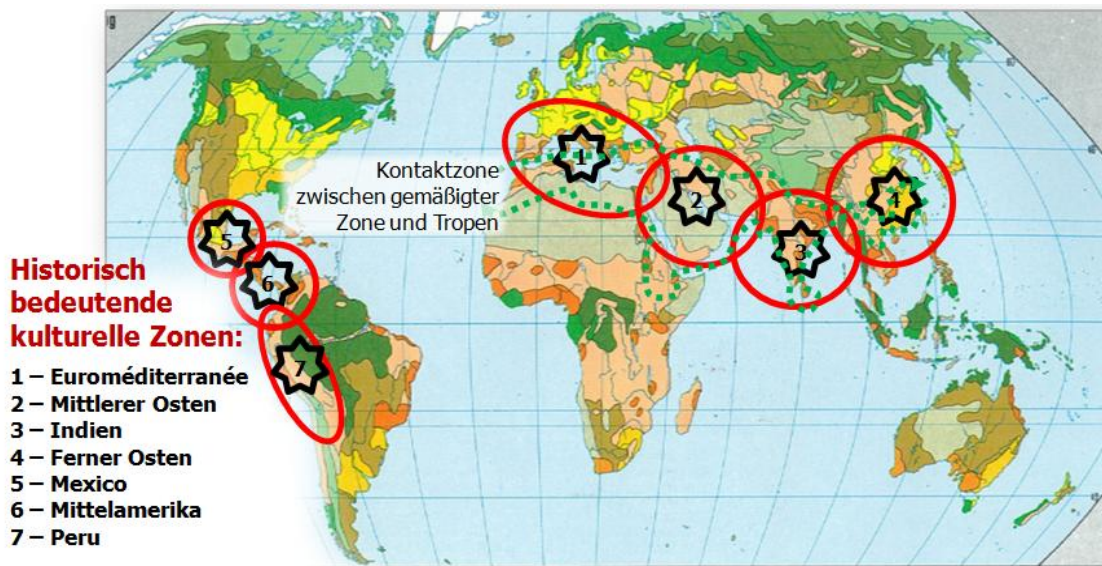 Kontaktzone
zwischen gemäßigter
Zone und Tropen
1
2
3
4
5
6
7
Historisch
bedeutende
kulturelle Zonen:
1 – Euroméditerranée
2 – Mittlerer Osten
3 – Indien
4 – Ferner Osten
5 – Mexico
6 – Mittelamerika
7 – Peru